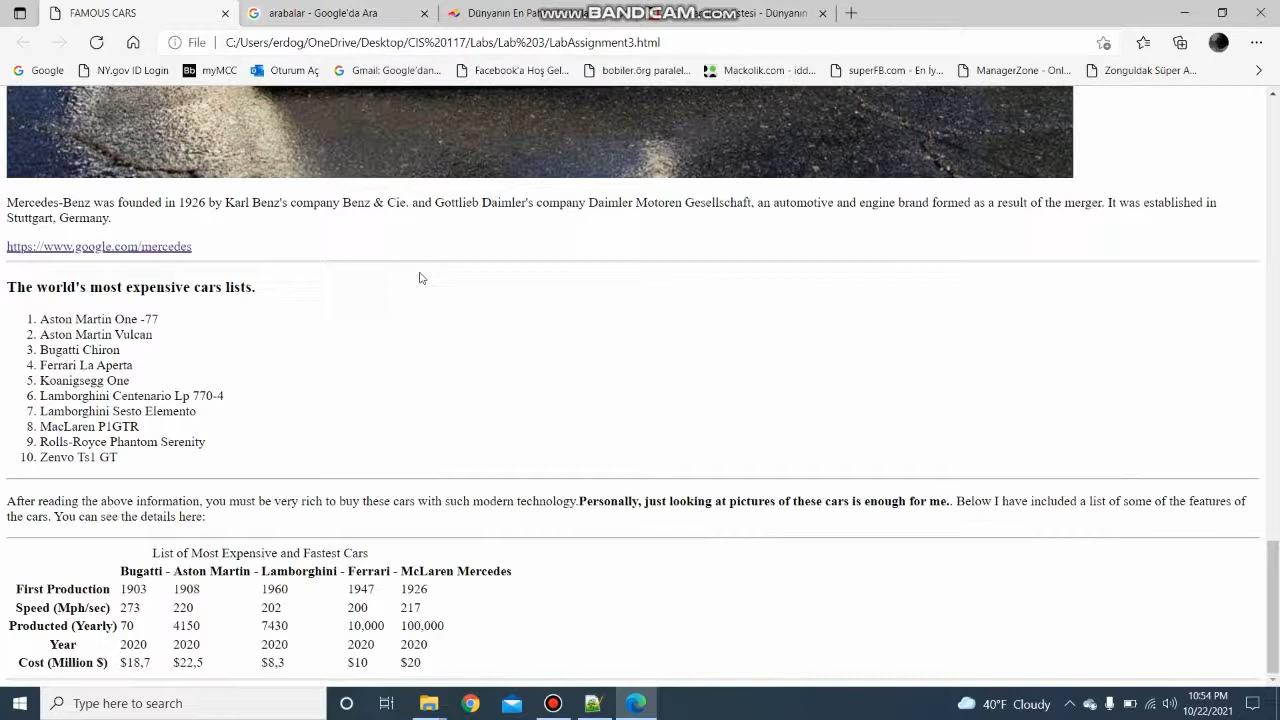 FAMOUS CARS
arabalar - Google'da Ara
Dünyanın En Pa
WWW.BANDICAM.COM
stesi - Dünyanın
File
C:/Users/erdog/OneDrive/Desktop/CIS%20117/Labs/Lab%203/LabAssignment3.html
Google
NY.gov ID Login
Bb myMCC
Oturum Aç
Gmail: Google'dan...
Facebook'a Hoş Gel...
bobiler.örg paralel...
Mackolik.com - idd...
superFB.com - En İy...
ManagerZone - Onl...
Zonguldak Süper A...
Mercedes-Benz was founded in 1926 by Karl Benz's company Benz & Cie. and Gottlieb Daimler's company Daimler Motoren Gesellschaft, an automotive and engine brand formed as a result of the merger. It was established in
Stuttgart, Germany.
https://www.google.com/mercedes
The world's most expensive cars lists.
1. Aston Martin One -77
2. Aston Martin Vulcan
3. Bugatti Chiron
4. Ferrari La Aperta
5. Koanigsegg One
6. Lamborghini Centenario Lp 770-4
7. Lamborghini Sesto Elemento
8. MacLaren P1GTR
9. Rolls-Royce Phantom Serenity
10. Zenvo Ts1 GT
After reading the above information, you must be very rich to buy these cars with such modern technology.Personally, just looking at pictures of these cars is enough for me.. Below I have included a list of some of the features of
the cars. You can see the details here:
List of Most Expensive and Fastest Cars
Bugatti - Aston Martin - Lamborghini - Ferrari - McLaren Mercedes
First Production 1903 1908 1960 1947 1926
Speed (Mph/sec) 273 220 202 200 217
Producted (Yearly) 70 4150 7430 10,000 100,000
Year 2020 2020 2020 2020 2020
Cost (Million $) $18,7 $22,5 $8,3 $10 $20
Type here to search
40°F Cloudy
10:54 PM
10/22/2021